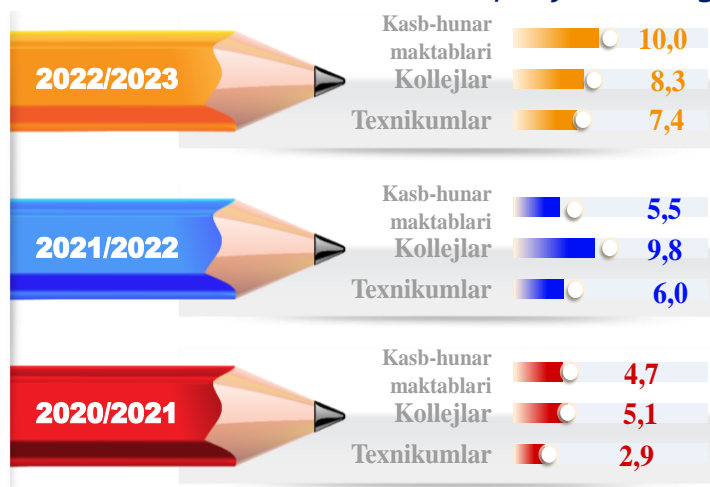 Kasb-hunar
maktablari 10,0
2022/2023
Kollejlar 8,3
Texnikumlar 7,4
Kasb-hunar
maktablari 5,5
2021/2022
Kollejlar 9,8
Texnikumlar 6,0
Kasb-hunar
maktablari 4,7
2020/2021
Kollejlar 5,1
Texnikumlar 2,9